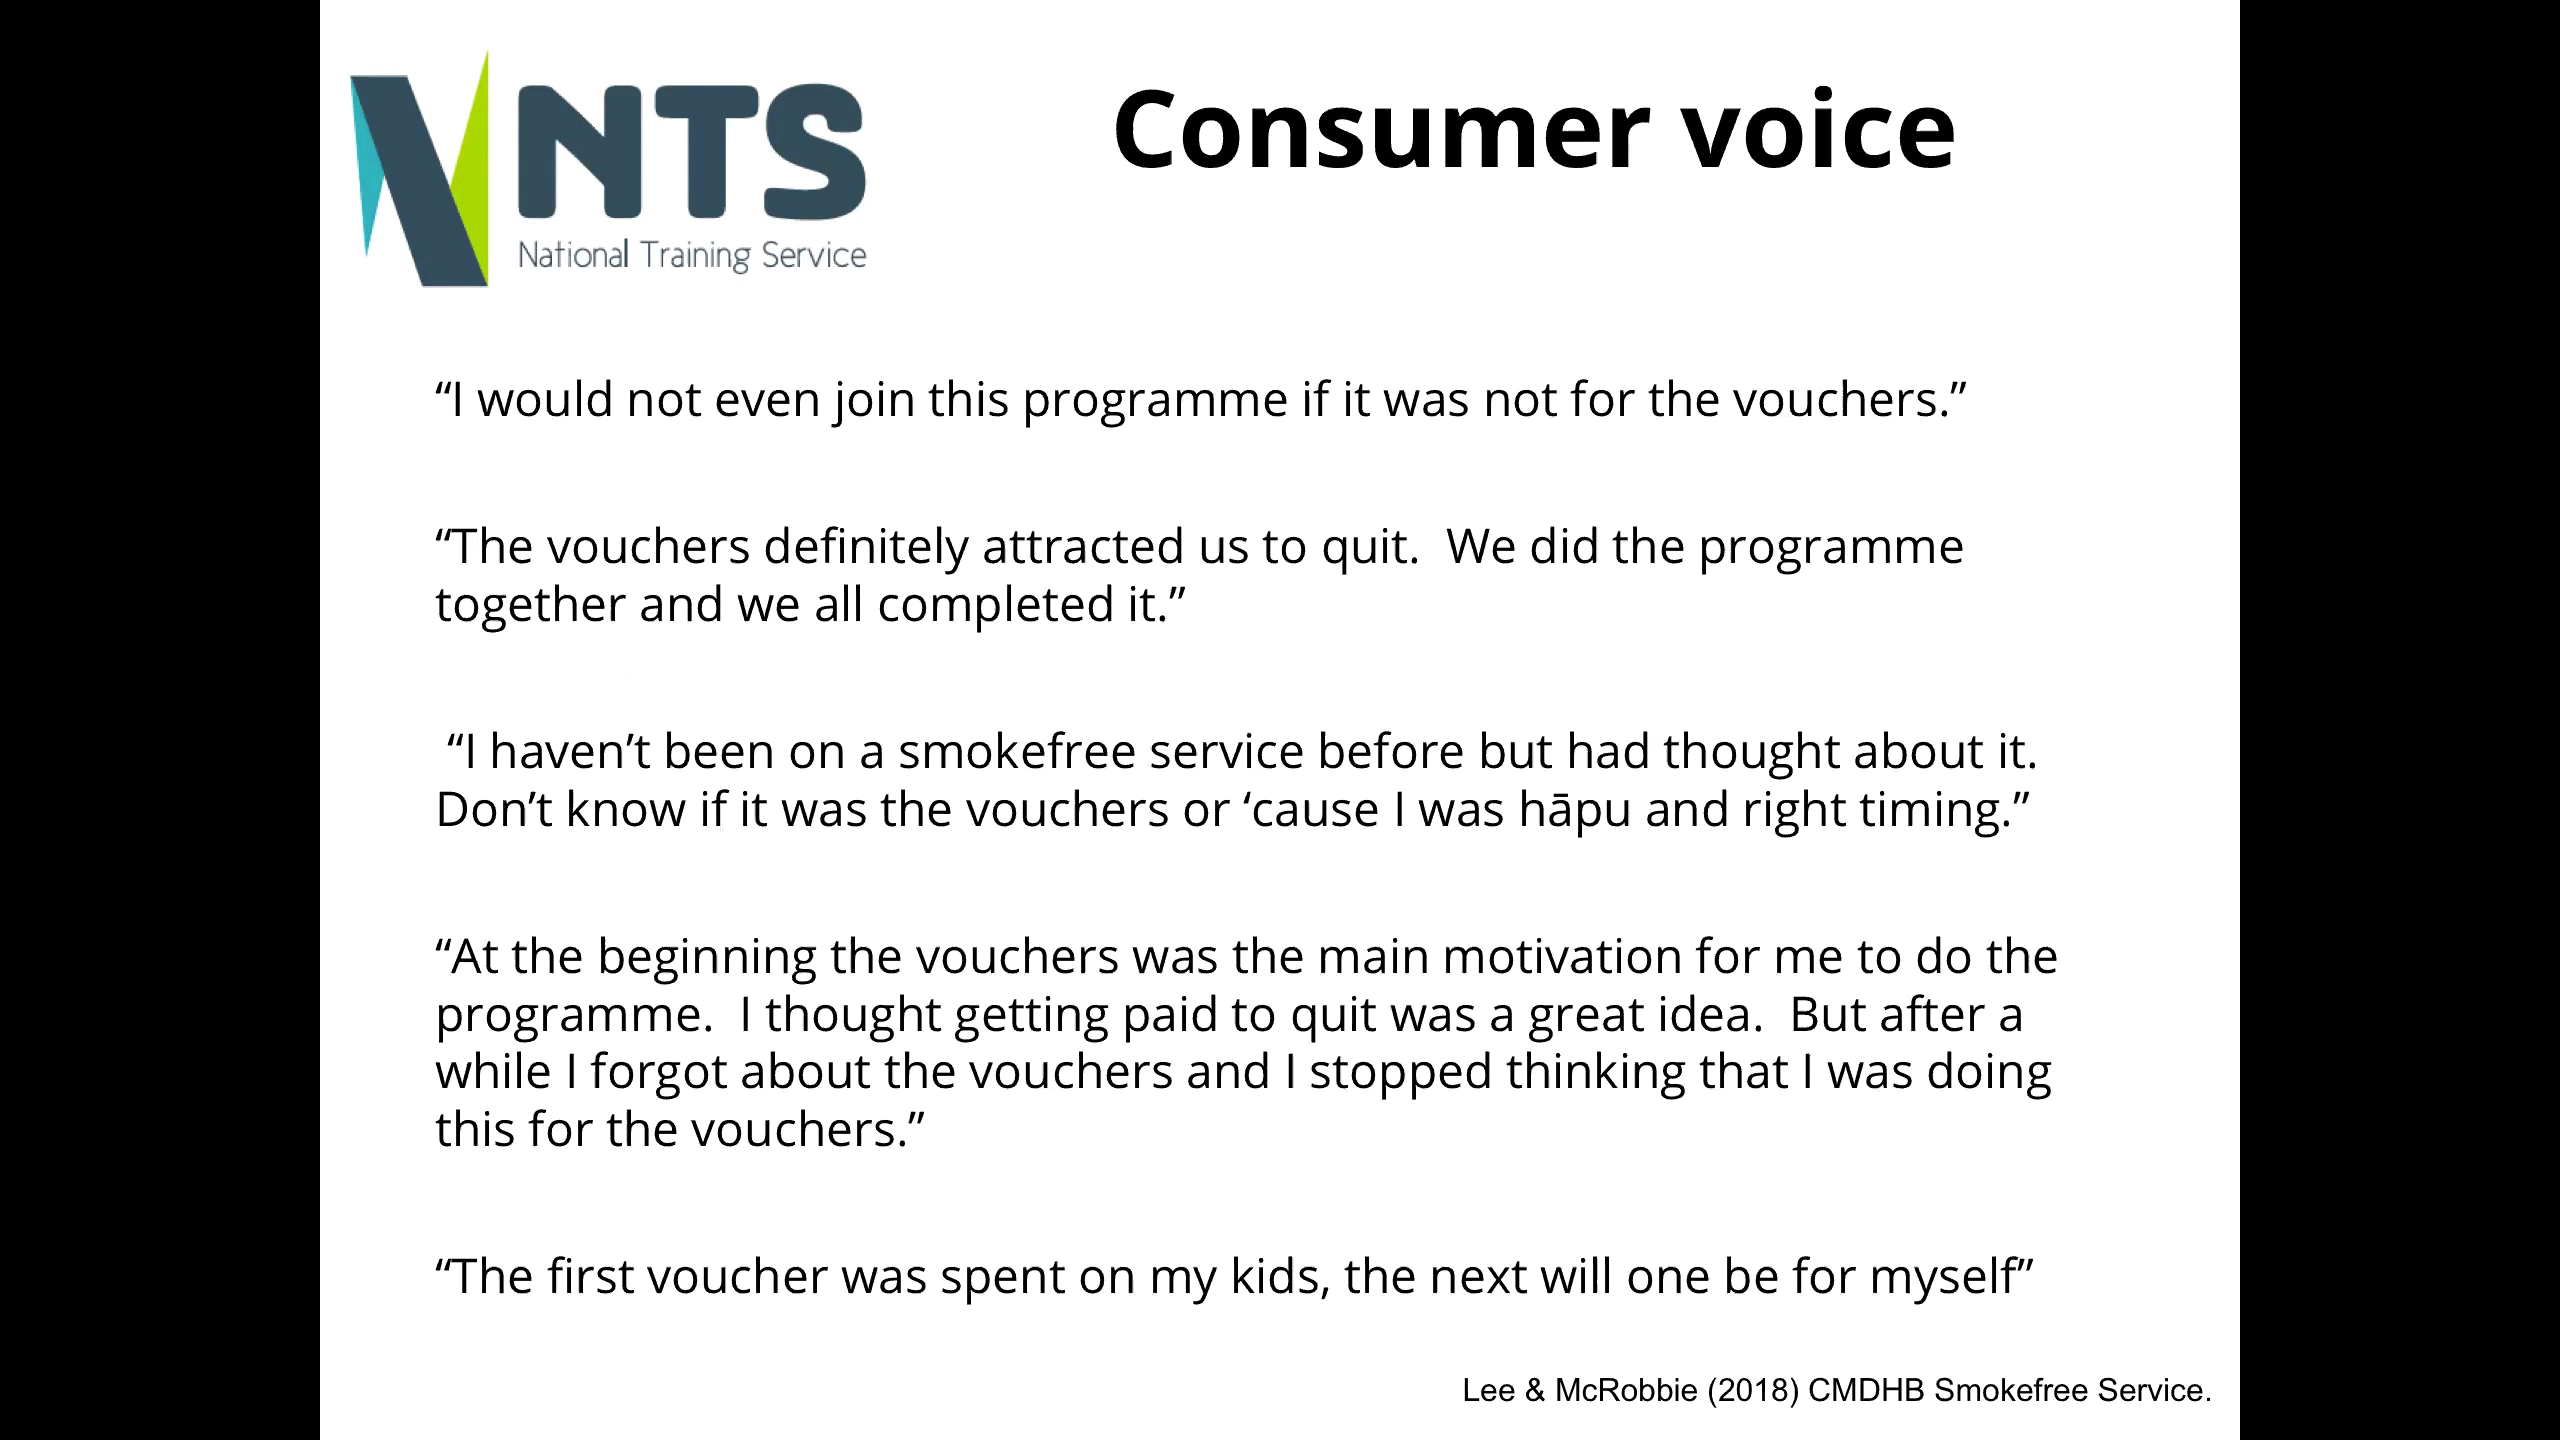 NTS
National Training Service
Consumer voice
“I would not even join this programme if it was not for the vouchers.”
“The vouchers definitely attracted us to quit.  We did the programme
together and we all completed it.”
“I haven’t been on a smokefree service before but had thought about it.
Don’t know if it was the vouchers or ‘cause I was hāpu and right timing.”
“At the beginning the vouchers was the main motivation for me to do the
programme.  I thought getting paid to quit was a great idea.  But after a
while I forgot about the vouchers and I stopped thinking that I was doing
this for the vouchers.”
“The first voucher was spent on my kids, the next will one be for myself”
Lee & McRobbie (2018) CMDHB Smokefree Service.